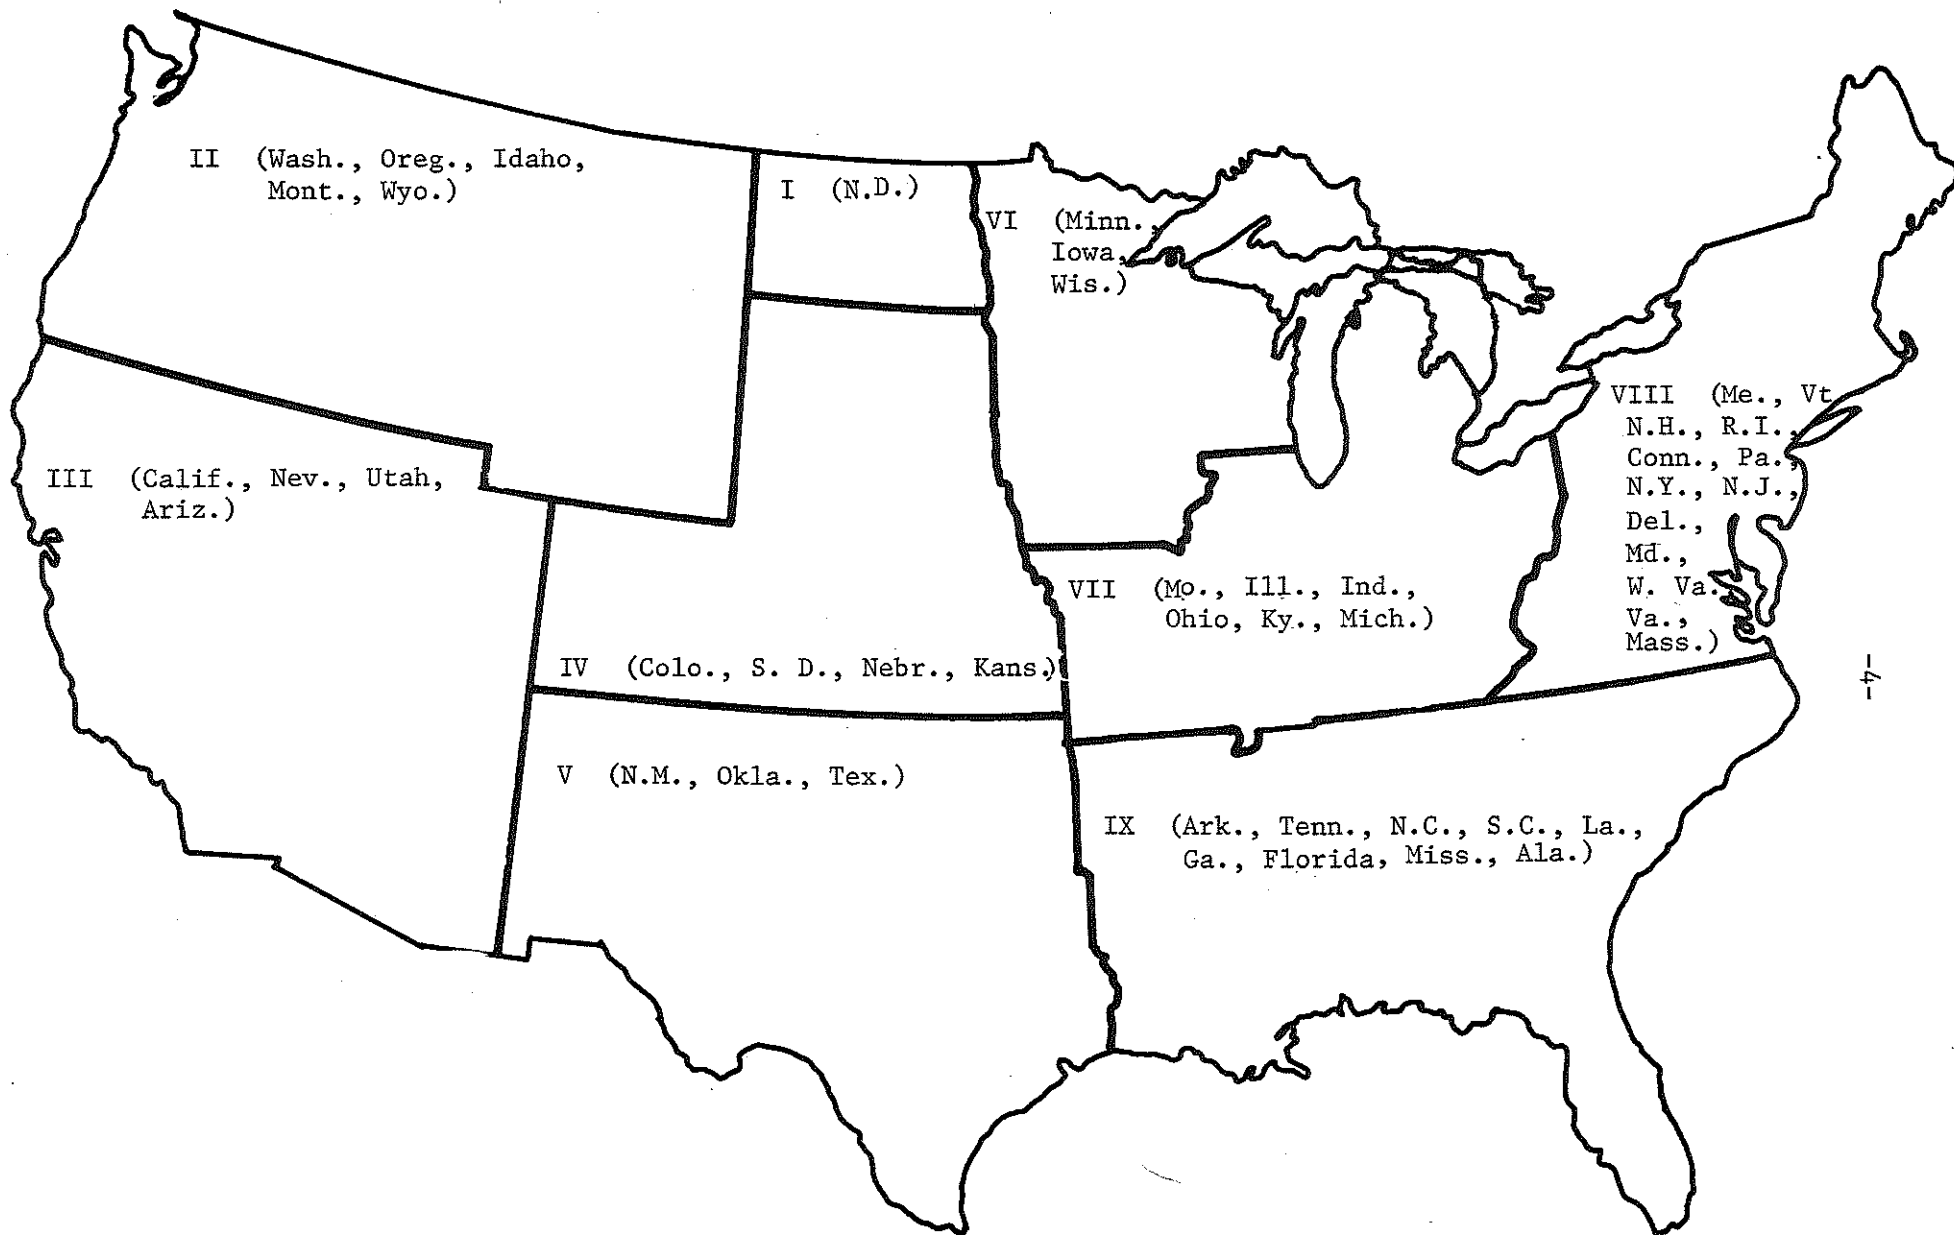 II (Wash., Oreg., Idaho,
Mont., Wyo.)
I (N.D.)
VI (Minn.,
Iowa,
Wis.)
VIII (Me., Vt
N.H., R.I.,
Conn., Pa.,
N.Y., N.J.,
Del.,
Md.,
W. Va.
Va.,
Mass.)
III (Calif., Nev., Utah,
Ariz.)
VII (Mo., Ill., Ind.,
Ohio, Ky., Mich.)
IV (Colo., S. D., Nebr., Kans.)
V (N.M., Okla., Tex.)
IX (Ark., Tenn., N.C., S.C., La.,
Ga., Florida, Miss., Ala.)
-4-